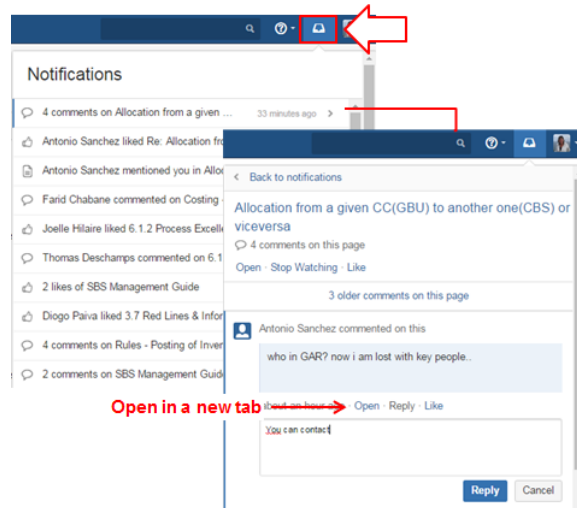 Notifications
4 comments on Allocation from a given ...
33 minutes ago
Antonio Sanchez liked Re: Allocation
Antonio Sanchez mentioned you in
Farid Chabane commented on Costing
Joelle Hilaire liked 6.1.2 Process
Thomas Deschamps commented on 6.1
2 likes of SBS Management Guide
Diogo Paiva liked 3.7 Red Lines &
4 comments on Rules - Posting of
2 comments on SBS Management
Back to notifications
Allocation from a given CC(GBU) to another one(CBS) or
viceversa
4 comments on this page
Open · Stop Watching · Like
3 older comments on this page
Antonio Sanchez commented on this
who in GAR? now i am lost with key people..
Open in a new tab
about an hour · Open · Reply · Like
You can contact
Reply Cancel